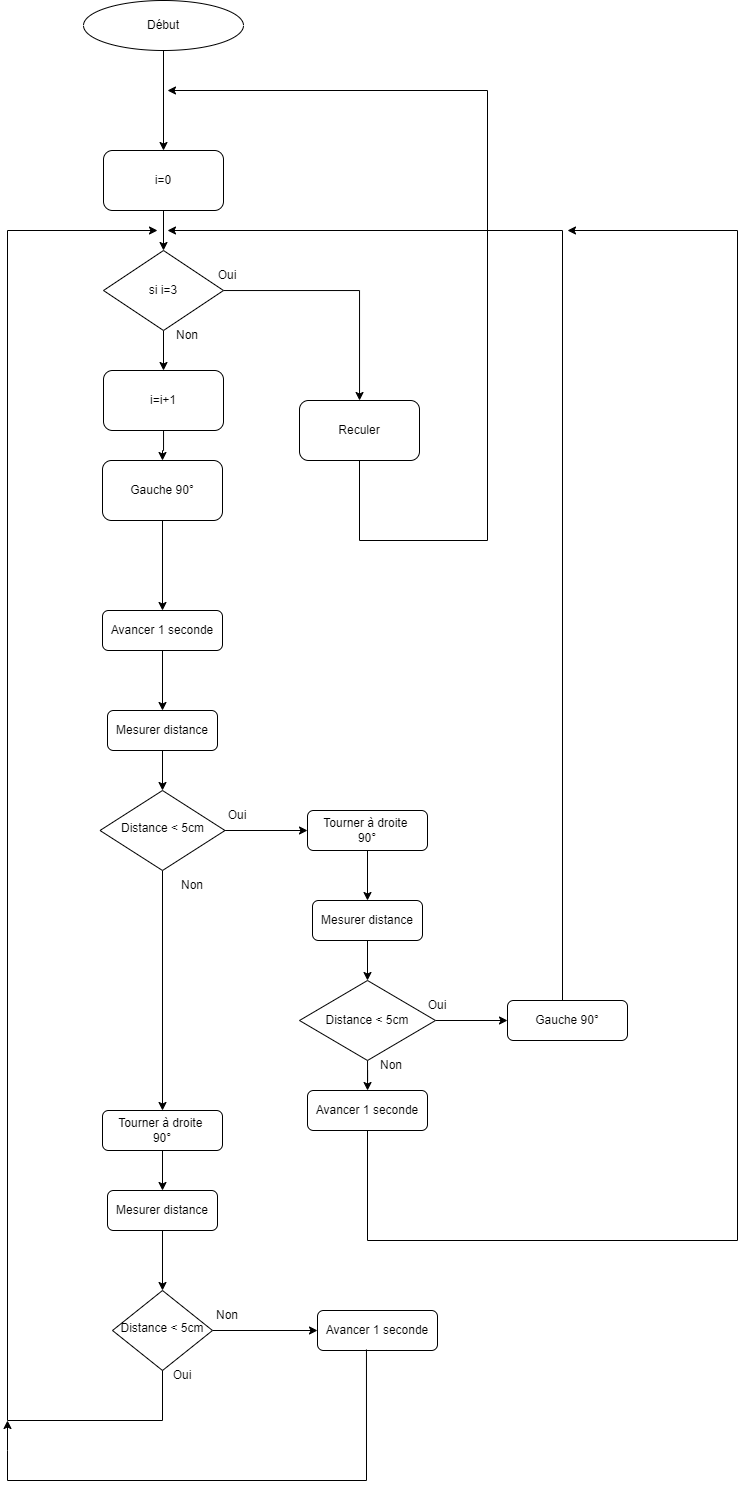 Début
i=0
si i=3
Oui
Non
i=i+1
Reculer
Gauche 90°
Avancer 1 seconde
Mesurer distance
Distance < 5cm
Oui
Non
Tourner à droite
90°
Mesurer distance
Distance < 5cm
Oui
Non
Gauche 90°
Avancer 1 seconde
Tourner à droite
90°
Mesurer distance
Distance < 5cm
Non
Oui
Avancer 1 seconde